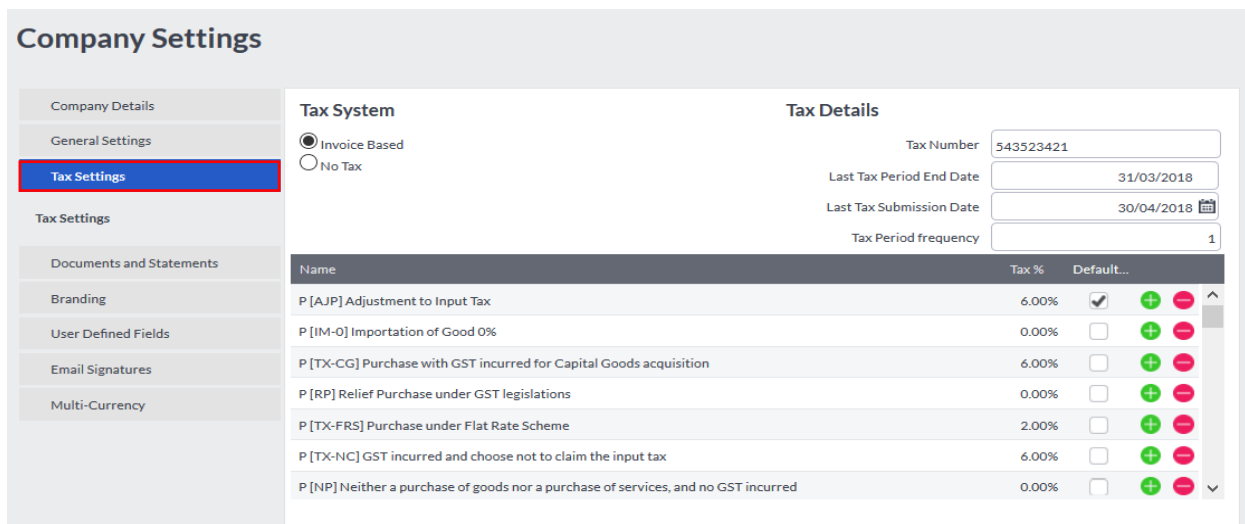 Company Settings
Company Details
General Settings
Tax Settings
Tax Settings
Documents and Statements
Branding
User Defined Fields
Email Signatures
Multi-Currency
Tax System
Invoice Based
No Tax
Tax Details
Tax Number 543523421
Last Tax Period End Date 31/03/2018
Last Tax Submission Date 30/04/2018
Tax Period frequency 1
Name Tax % Default...
P [AJP] Adjustment to Input Tax 6.00%
P [IM-0] Importation of Good 0% 0.00%
P [TX-CG] Purchase with GST incurred for Capital Goods acquisition 6.00%
P [RP] Relief Purchase under GST legislations 0.00%
P [TX-FRS] Purchase under Flat Rate Scheme 2.00%
P [TX-NC] GST incurred and choose not to claim the input tax 6.00%
P [NP] Neither a purchase of goods nor a purchase of services, and no GST incurred 0.00%